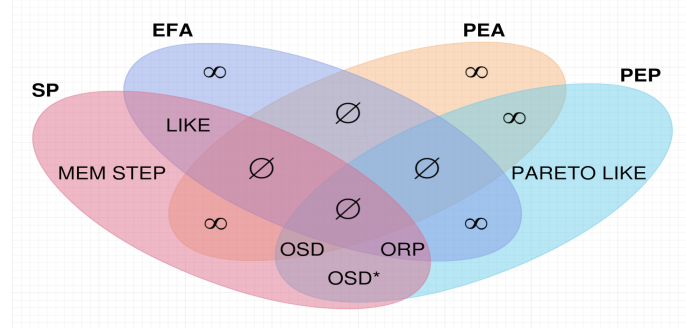 EFA
PEA
SP
PEP
∞
∞
∞
LIKE
∅
MEM STEP
∅
∅
PARETO LIKE
∅
∞
∞
OSD
ORP
OSD*